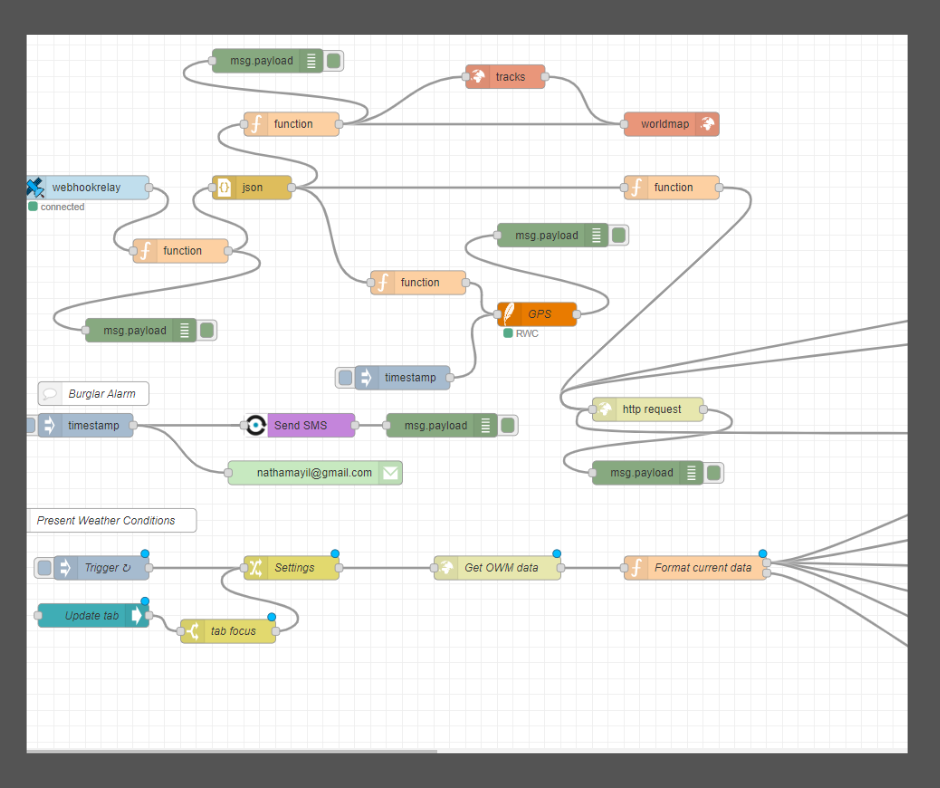 msg.payload
tracks
function
worldmap
webhookrelay
json
function
connected
msg.payload
function
function
GPS
RWC
msg.payload
timestamp
Burglar Alarm
http request
timestamp
Send SMS
msg.payload
nathamayil@gmail.com
msg.payload
Present Weather Conditions
Trigger ↻
Settings
Get OWM data
Format current data
Update tab
tab focus